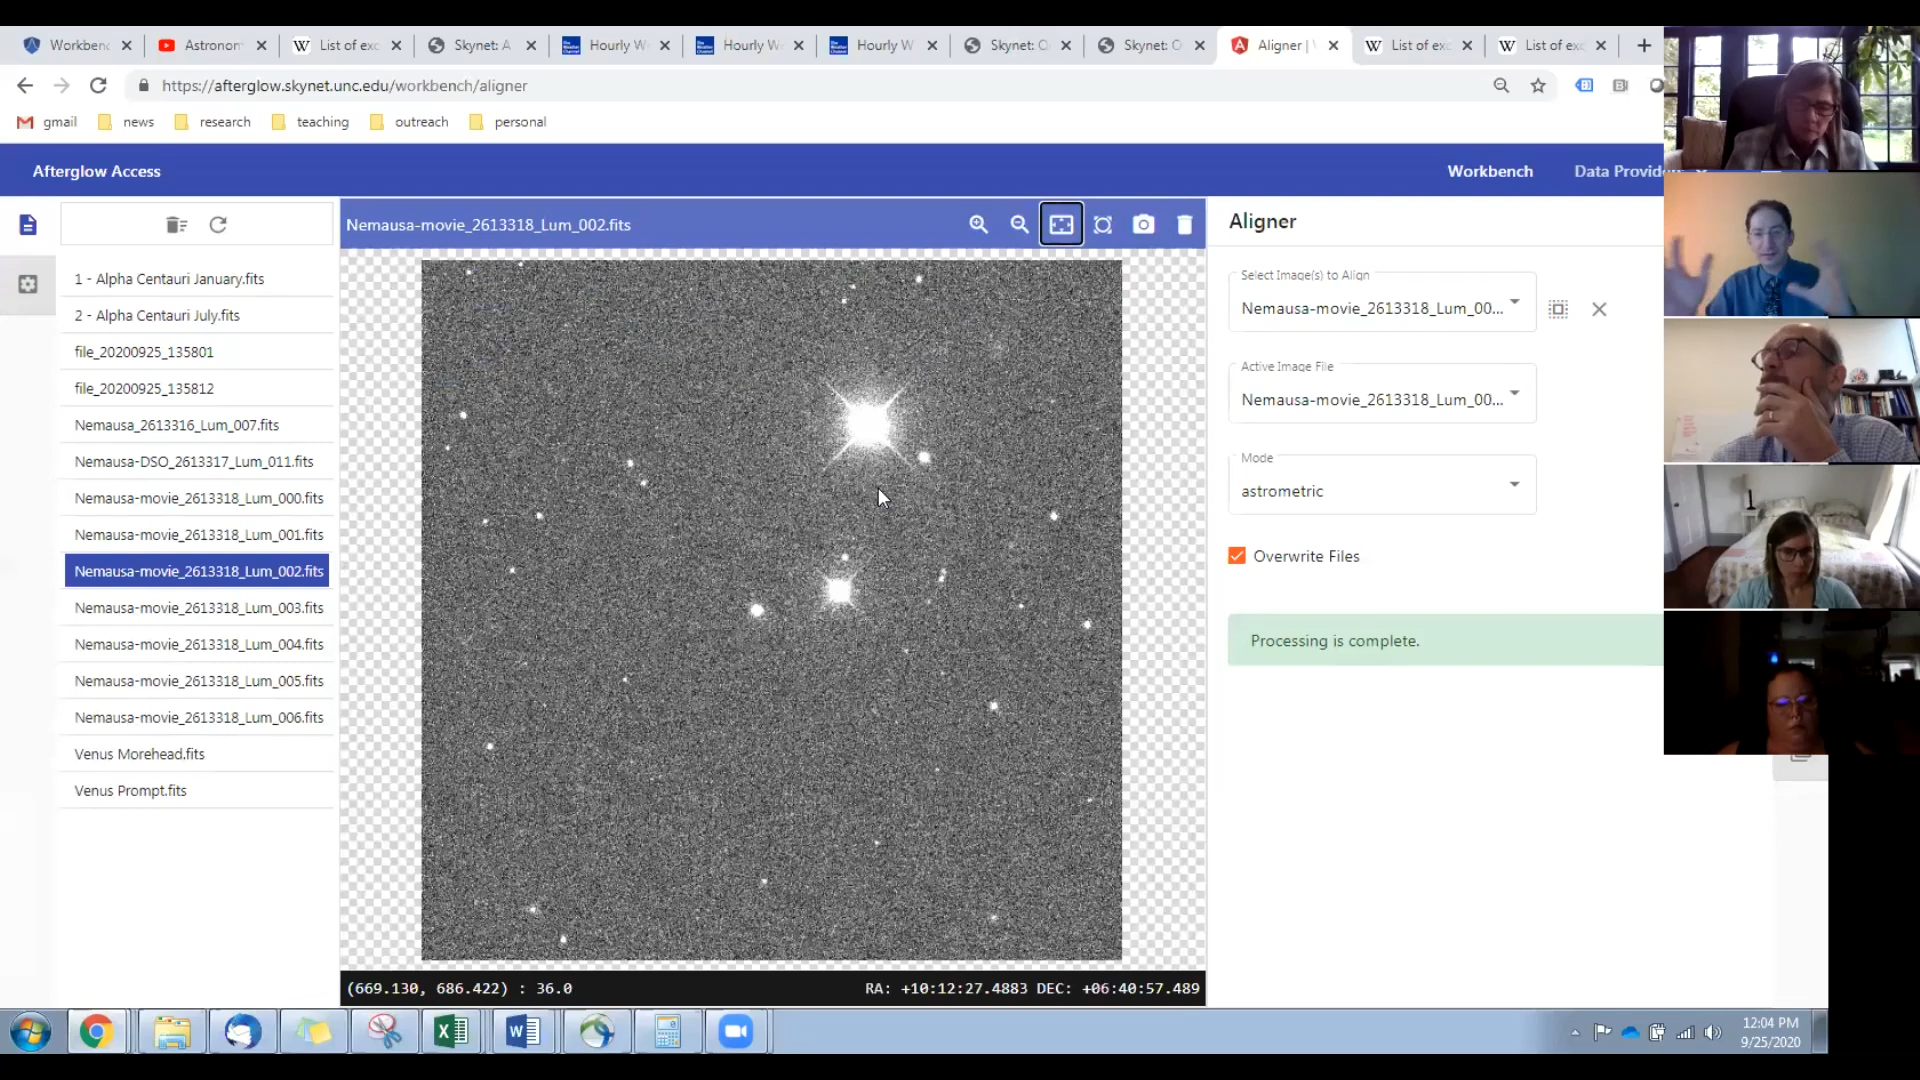 Workbenc
Astronom
List of exo
Skynet: A
Hourly W
Hourly W
Hourly W
Skynet: O
Skynet: O
Aligner |
List of exo
List of exo
https://afterglow.skynet.unc.edu/workbench/aligner
gmail
news
research
teaching
outreach
personal
Afterglow Access
Workbench
Data Provid
1 - Alpha Centauri January.fits
2 - Alpha Centauri July.fits
file_20200925_135801
file_20200925_135812
Nemausa_2613316_Lum_007.fits
Nemausa-DSO_2613317_Lum_011.fits
Nemausa-movie_2613318_Lum_000.fits
Nemausa-movie_2613318_Lum_001.fits
Nemausa-movie_2613318_Lum_002.fits
Nemausa-movie_2613318_Lum_003.fits
Nemausa-movie_2613318_Lum_004.fits
Nemausa-movie_2613318_Lum_005.fits
Nemausa-movie_2613318_Lum_006.fits
Venus Morehead.fits
Venus Prompt.fits
Nemausa-movie_2613318_Lum_002.fits
(669.130, 686.422) : 36.0
RA: +10:12:27.4883 DEC: +06:40:57.489
Aligner
Select Image(s) to Align
Nemausa-movie_2613318_Lum_00...
Active Image File
Nemausa-movie_2613318_Lum_00...
Mode
astrometric
Overwrite Files
Processing is complete.
12:04 PM
9/25/2020